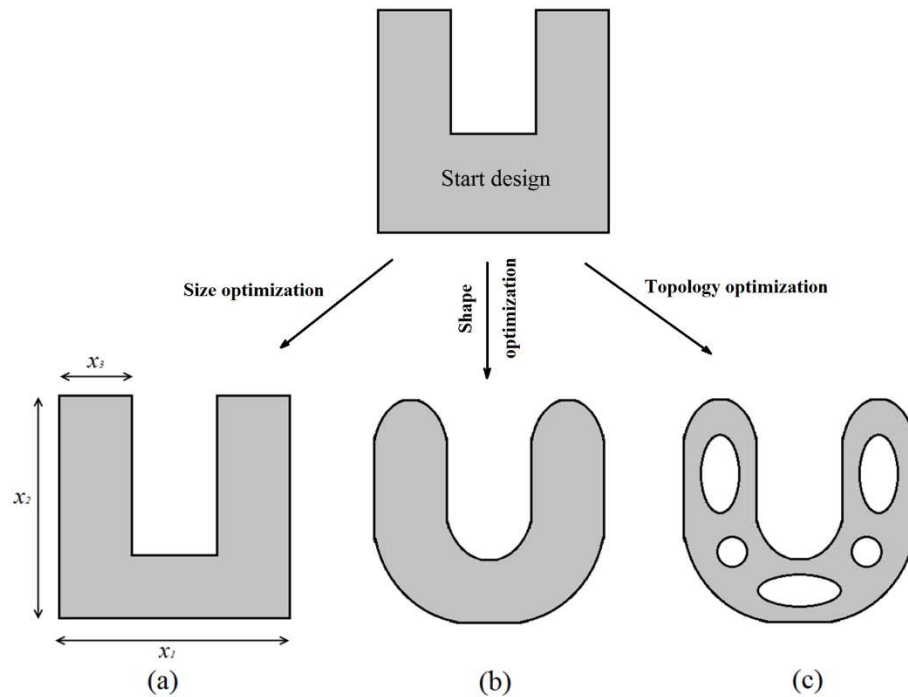 Start design
Size optimization
Shape
optimization
Topology optimization
x₃
x₂
x₁
(a)
(b)
(c)